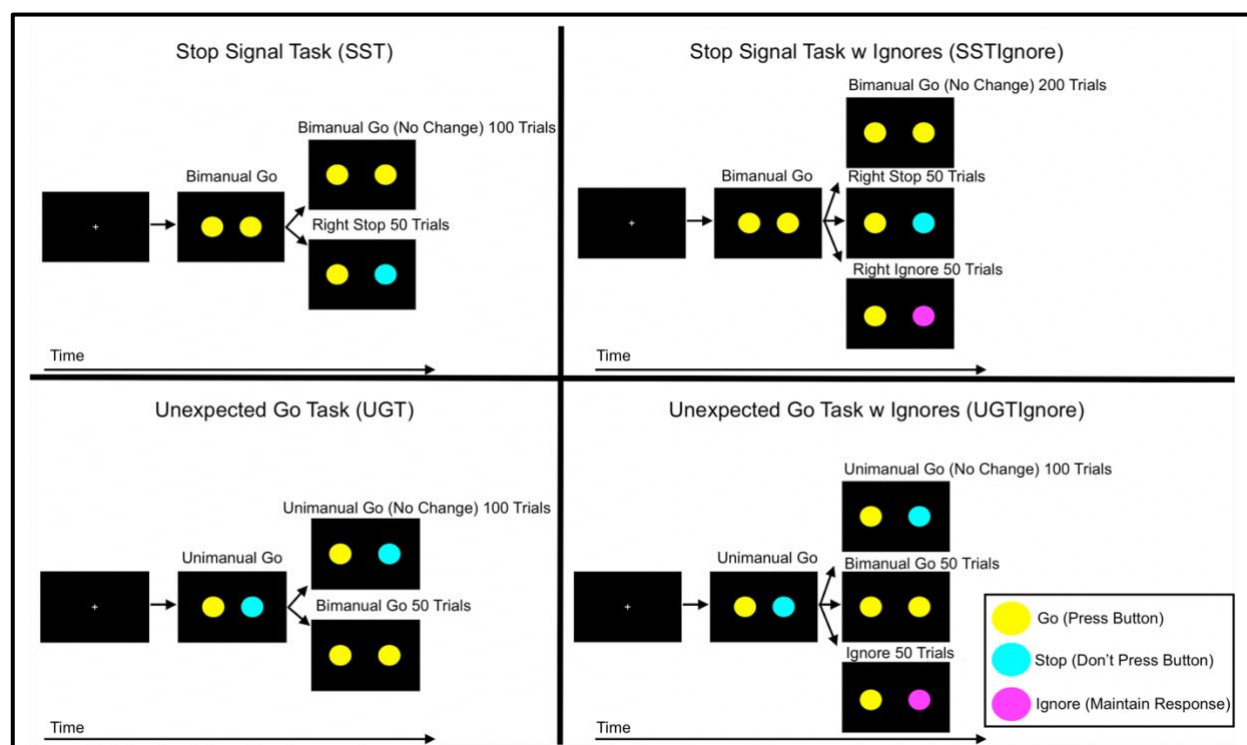 Stop Signal Task (SST)
Bimanual Go (No Change) 100 Trials
Bimanual Go
Right Stop 50 Trials
Time
Stop Signal Task w Ignores (SSTIgnore)
Bimanual Go (No Change) 200 Trials
Bimanual Go
Right Stop 50 Trials
Right Ignore 50 Trials
Time
Unexpected Go Task (UGT)
Unimanual Go (No Change) 100 Trials
Unimanual Go
Bimanual Go 50 Trials
Time
Unexpected Go Task w Ignores (UGTIgnore)
Unimanual Go (No Change) 100 Trials
Unimanual Go
Bimanual Go 50 Trials
Ignore 50 Trials
Time
Go (Press Button)
Stop (Don't Press Button)
Ignore (Maintain Response)